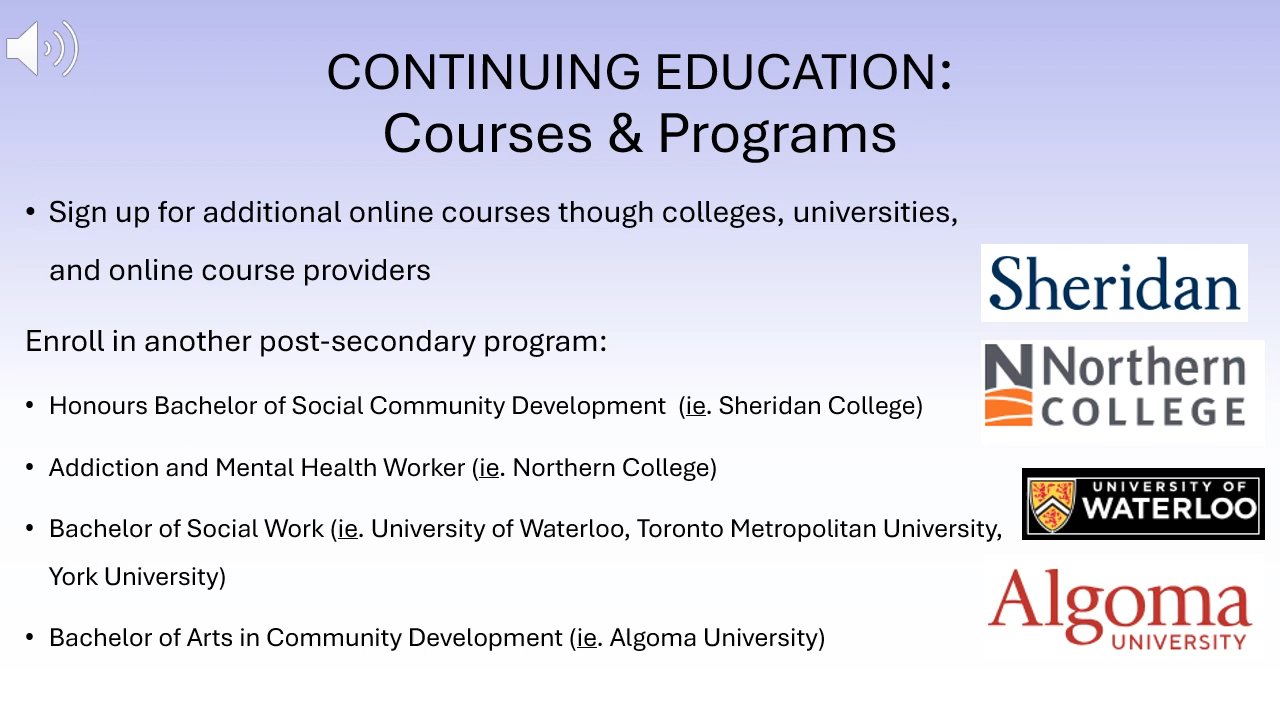 CONTINUING EDUCATION:
Courses & Programs
• Sign up for additional online courses though colleges, universities,
and online course providers
Enroll in another post-secondary program:
• Honours Bachelor of Social Community Development  (ie. Sheridan College)
• Addiction and Mental Health Worker (ie. Northern College)
• Bachelor of Social Work (ie. University of Waterloo, Toronto Metropolitan University,
York University)
• Bachelor of Arts in Community Development (ie. Algoma University)
Sheridan
N Northern
COLLEGE
UNIVERSITY OF
WATERLOO
Algoma
UNIVERSITY